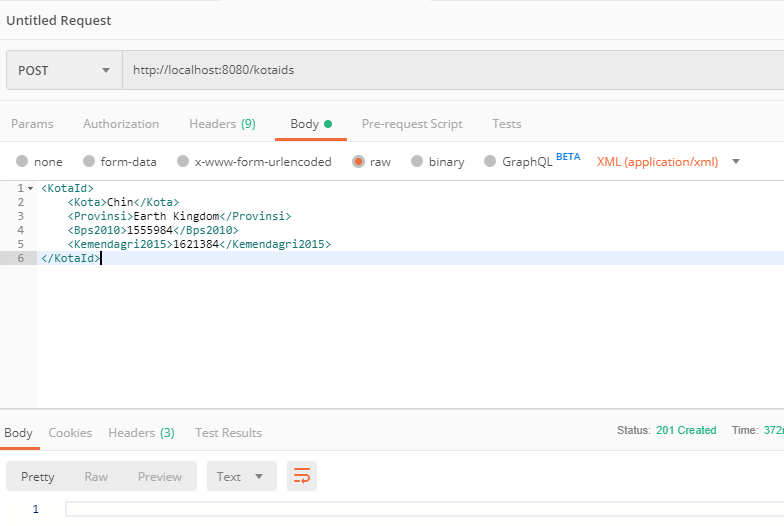 Untitled Request
POST http://localhost:8080/kotaids
Params Authorization Headers (9) Body Pre-request Script Tests
none form-data x-www-form-urlencoded raw binary GraphQL BETA XML (application/xml)
1 <KotaId>
2 <Kota>Chin</Kota>
3 <Provinsi>Earth Kingdom</Provinsi>
4 <Bps2010>1555984</Bps2010>
5 <Kemendagri2015>1621384</Kemendagri2015>
6 </KotaId>
Body Cookies Headers (3) Test Results Status: 201 Created Time:
Pretty Raw Preview Text
1